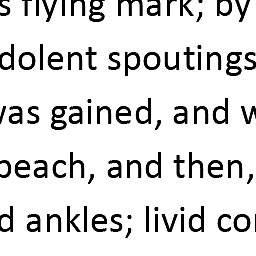 s flying mark; by
dolent spoutings
was gained, and w
beach, and then,
d ankles; livid co